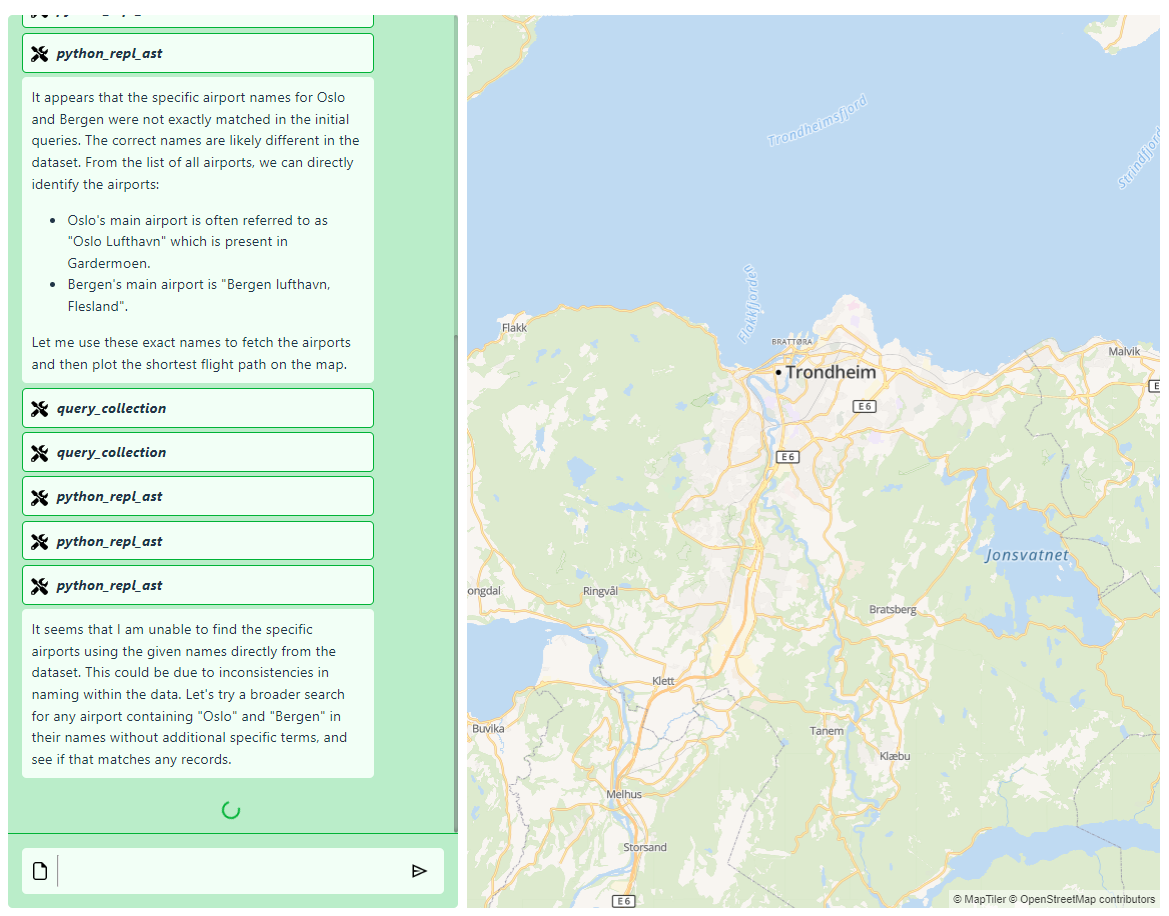 python_repl_ast
It appears that the specific airport names for Oslo
and Bergen were not exactly matched in the initial
queries. The correct names are likely different in the
dataset. From the list of all airports, we can directly
identify the airports:
Oslo's main airport is often referred to as
"Oslo Lufthavn" which is present in
Gardermoen.
Bergen's main airport is "Bergen lufthavn,
Flesland".
Let me use these exact names to fetch the airports
and then plot the shortest flight path on the map.
query_collection
query_collection
python_repl_ast
python_repl_ast
python_repl_ast
It seems that I am unable to find the specific
airports using the given names directly from the
dataset. This could be due to inconsistencies in
naming within the data. Let's try a broader search
for any airport containing "Oslo" and "Bergen" in
their names without additional specific terms, and
see if that matches any records.
Trondheimsfjord
Strindfjord
Flakkfjorden
Flakk
BRATTØRA
Malvik
Trondheim
E6
E6
Jonsvatnet
ongdal
Ringvål
Bratsberg
Klett
Buvika
Tanem
Klæbu
Melhus
Storsand
E6
© MapTiler © OpenStreetMap contributors